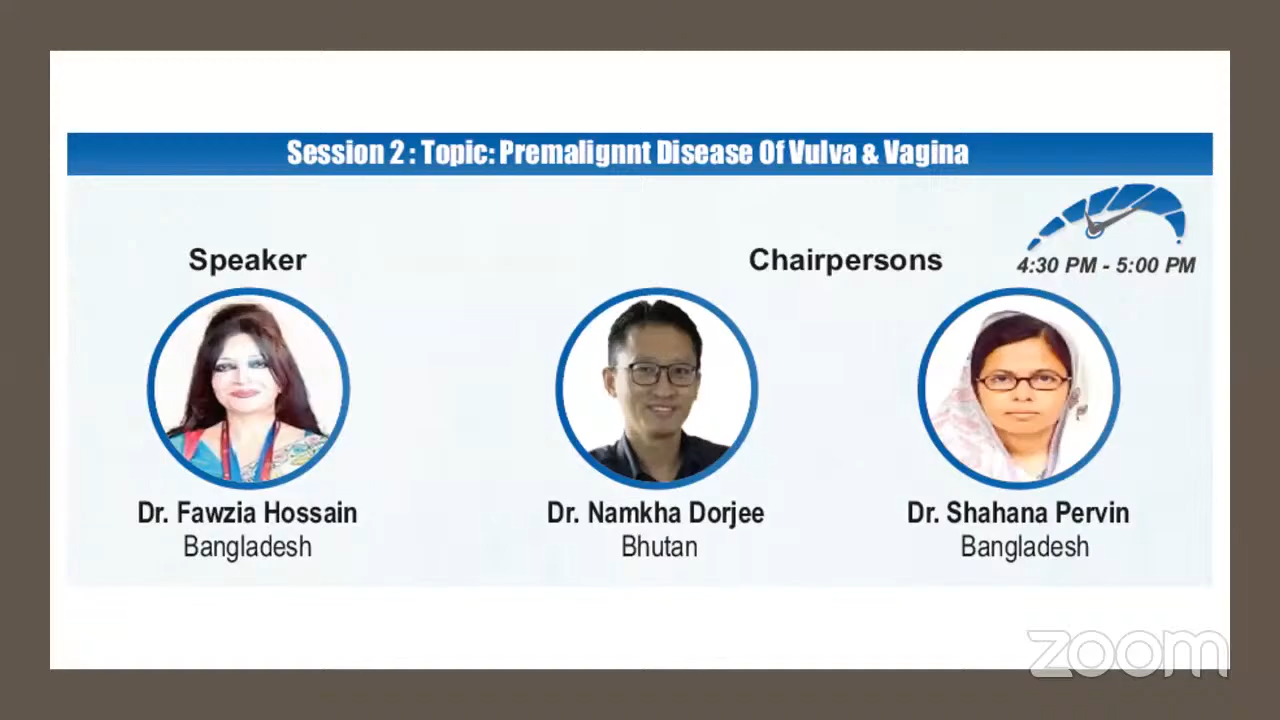 Session 2 : Topic: Premalignnt Disease Of Vulva & Vagina
Speaker
Chairpersons
4:30 PM - 5:00 PM
Dr. Fawzia Hossain
Bangladesh
Dr. Namkha Dorjee
Bhutan
Dr. Shahana Pervin
Bangladesh
zoom